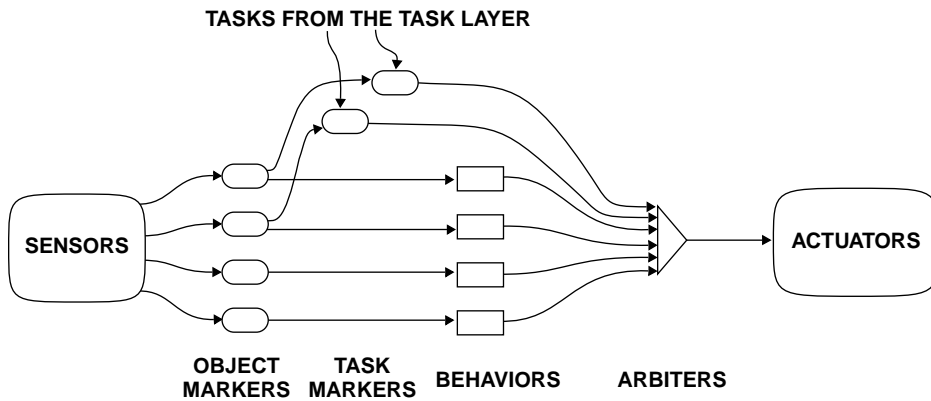 TASKS FROM THE TASK LAYER
SENSORS
ACTUATORS
OBJECT
MARKERS
TASK
MARKERS
BEHAVIORS
ARBITERS